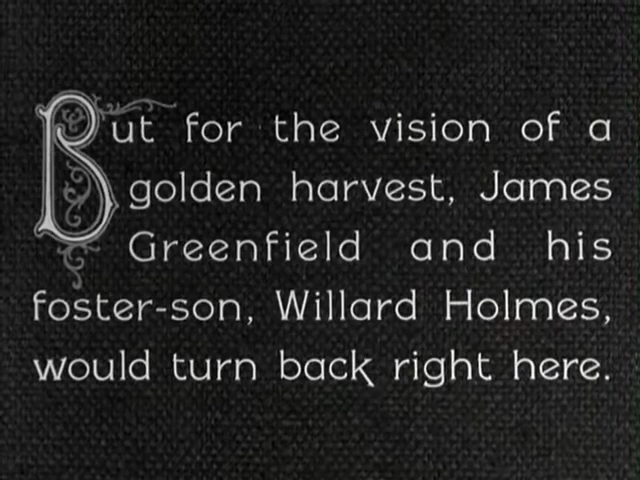 But for the vision of a
golden harvest, James
Greenfield and his
foster-son, Willard Holmes,
would turn back right here.